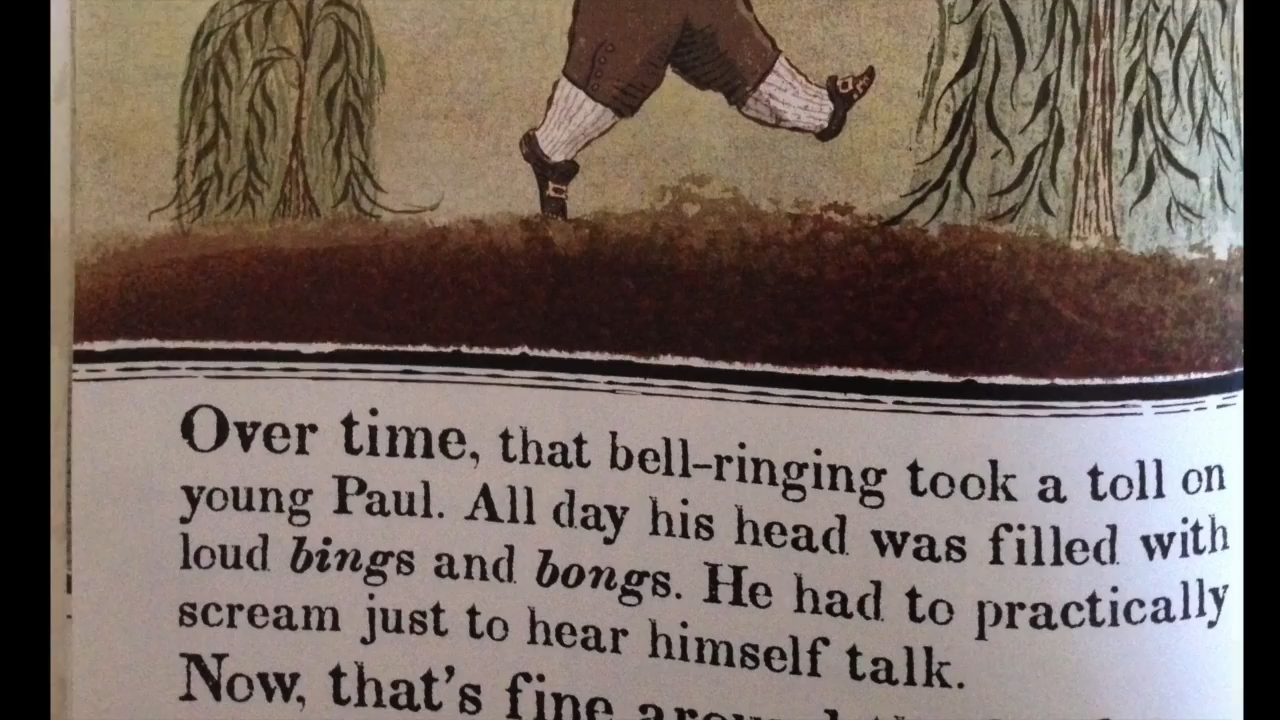 Over time, that bell-ringing took a toll on
young Paul. All day his head was filled with
loud bings and bongs. He had to practically
scream just to hear himself talk.
Now, that's fine around